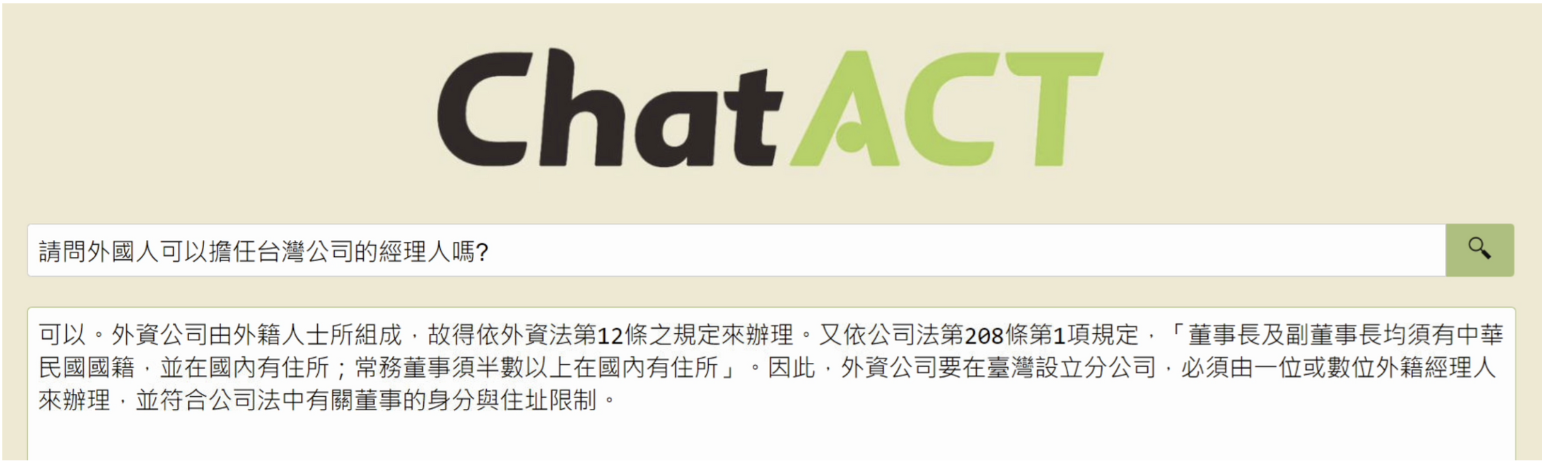 ChatACT
請問外國人可以擔任台灣公司的經理人嗎?
可以。外資公司由外籍人士所組成，故得依外資法第12條之規定來辦理。又依公司法第208條第1項規定，「董事長及副董事長均須有中華
民國國籍，並在國內有住所；常務董事須半數以上在國內有住所」。因此，外資公司要在臺灣設立分公司，必須由一位或數位外籍經理人
來辦理，並符合公司法中有關董事的身分與住址限制。